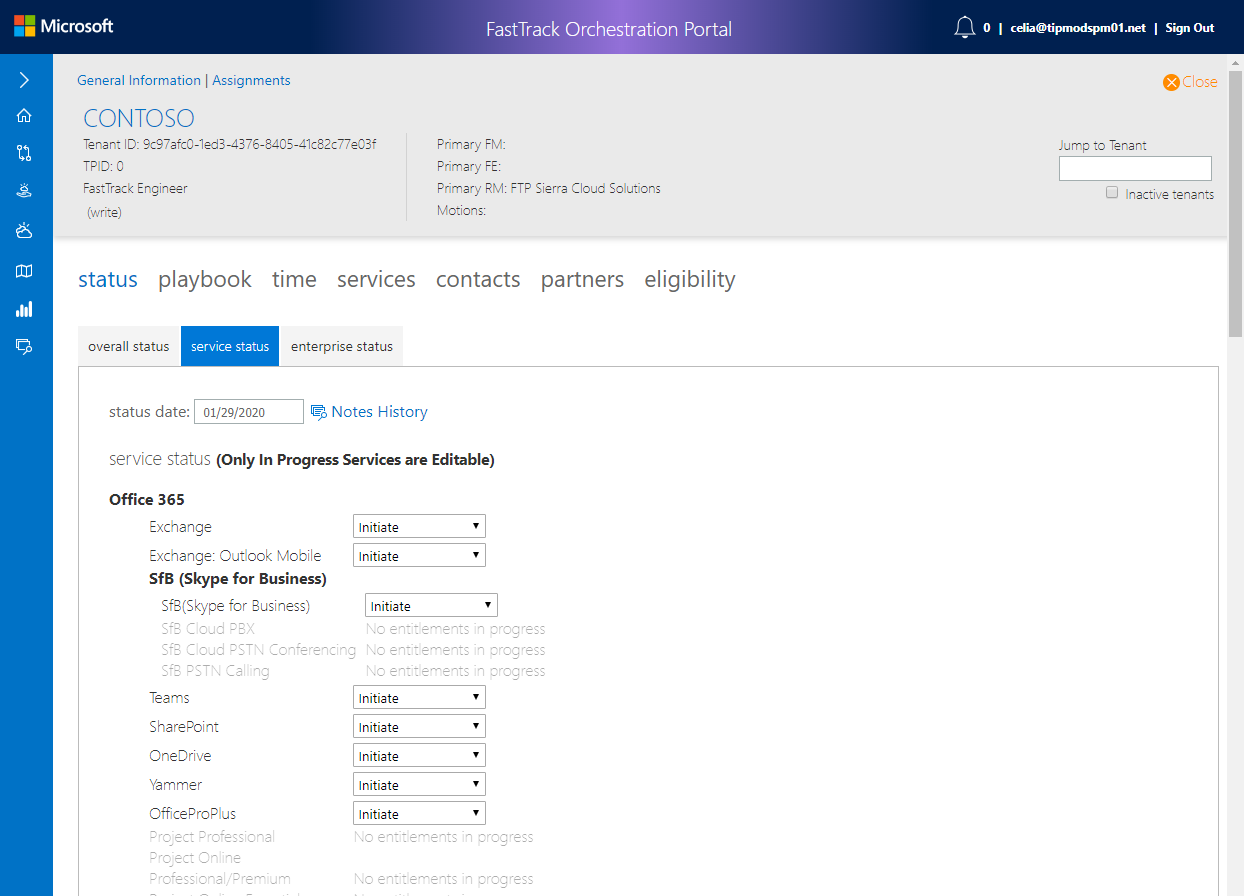 Microsoft
FastTrack Orchestration Portal
0 | celia@tipmodspm01.net | Sign Out
General Information | Assignments
Close
CONTOSO
Tenant ID: 9c97afc0-1ed3-4376-8405-41c82c77e03f
TPID: 0
FastTrack Engineer
(write)
Primary FM:
Primary FE:
Primary RM: FTP Sierra Cloud Solutions
Motions:
Jump to Tenant
Inactive tenants
status playbook time services contacts partners eligibility
overall status service status enterprise status
status date: 01/29/2020 Notes History
service status (Only In Progress Services are Editable)
Office 365
Exchange Initiate
Exchange: Outlook Mobile Initiate
SfB (Skype for Business)
SfB(Skype for Business) Initiate
SfB Cloud PBX No entitlements in progress
SfB Cloud PSTN Conferencing No entitlements in progress
SfB PSTN Calling No entitlements in progress
Teams Initiate
SharePoint Initiate
OneDrive Initiate
Yammer Initiate
OfficeProPlus Initiate
Project Professional No entitlements in progress
Project Online
Professional/Premium No entitlements in progress